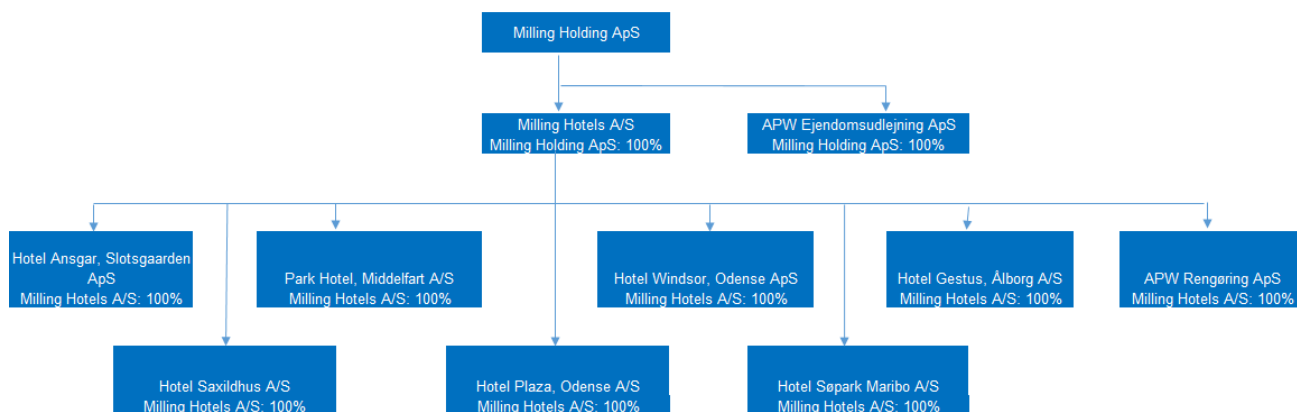 Milling Holding ApS
Milling Hotels A/S
Milling Holding ApS: 100%
APW Ejendomsudlejning ApS
Milling Holding ApS: 100%
Hotel Ansgar, Slotsgaarden
ApS
Milling Hotels A/S: 100%
Park Hotel, Middelfart A/S
Milling Hotels A/S: 100%
Hotel Windsor, Odense ApS
Milling Hotels A/S: 100%
Hotel Gestus, Ålborg A/S
Milling Hotels A/S: 100%
APW Rengøring ApS
Milling Hotels A/S: 100%
Hotel Saxildhus A/S
Milling Hotels A/S: 100%
Hotel Plaza, Odense A/S
Milling Hotels A/S: 100%
Hotel Søpark Maribo A/S
Milling Hotels A/S: 100%